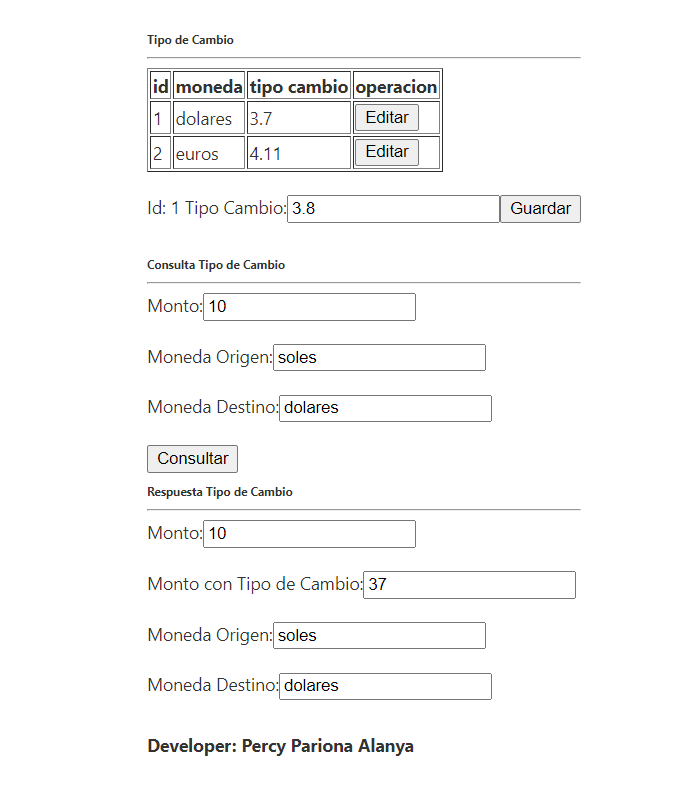 Tipo de Cambio
id moneda tipo cambio operacion
1 dolares 3.7 Editar
2 euros 4.11 Editar
Id: 1 Tipo Cambio: 3.8 Guardar
Consulta Tipo de Cambio
Monto: 10
Moneda Origen: soles
Moneda Destino: dolares
Consultar
Respuesta Tipo de Cambio
Monto: 10
Monto con Tipo de Cambio: 37
Moneda Origen: soles
Moneda Destino: dolares
Developer: Percy Pariona Alanya